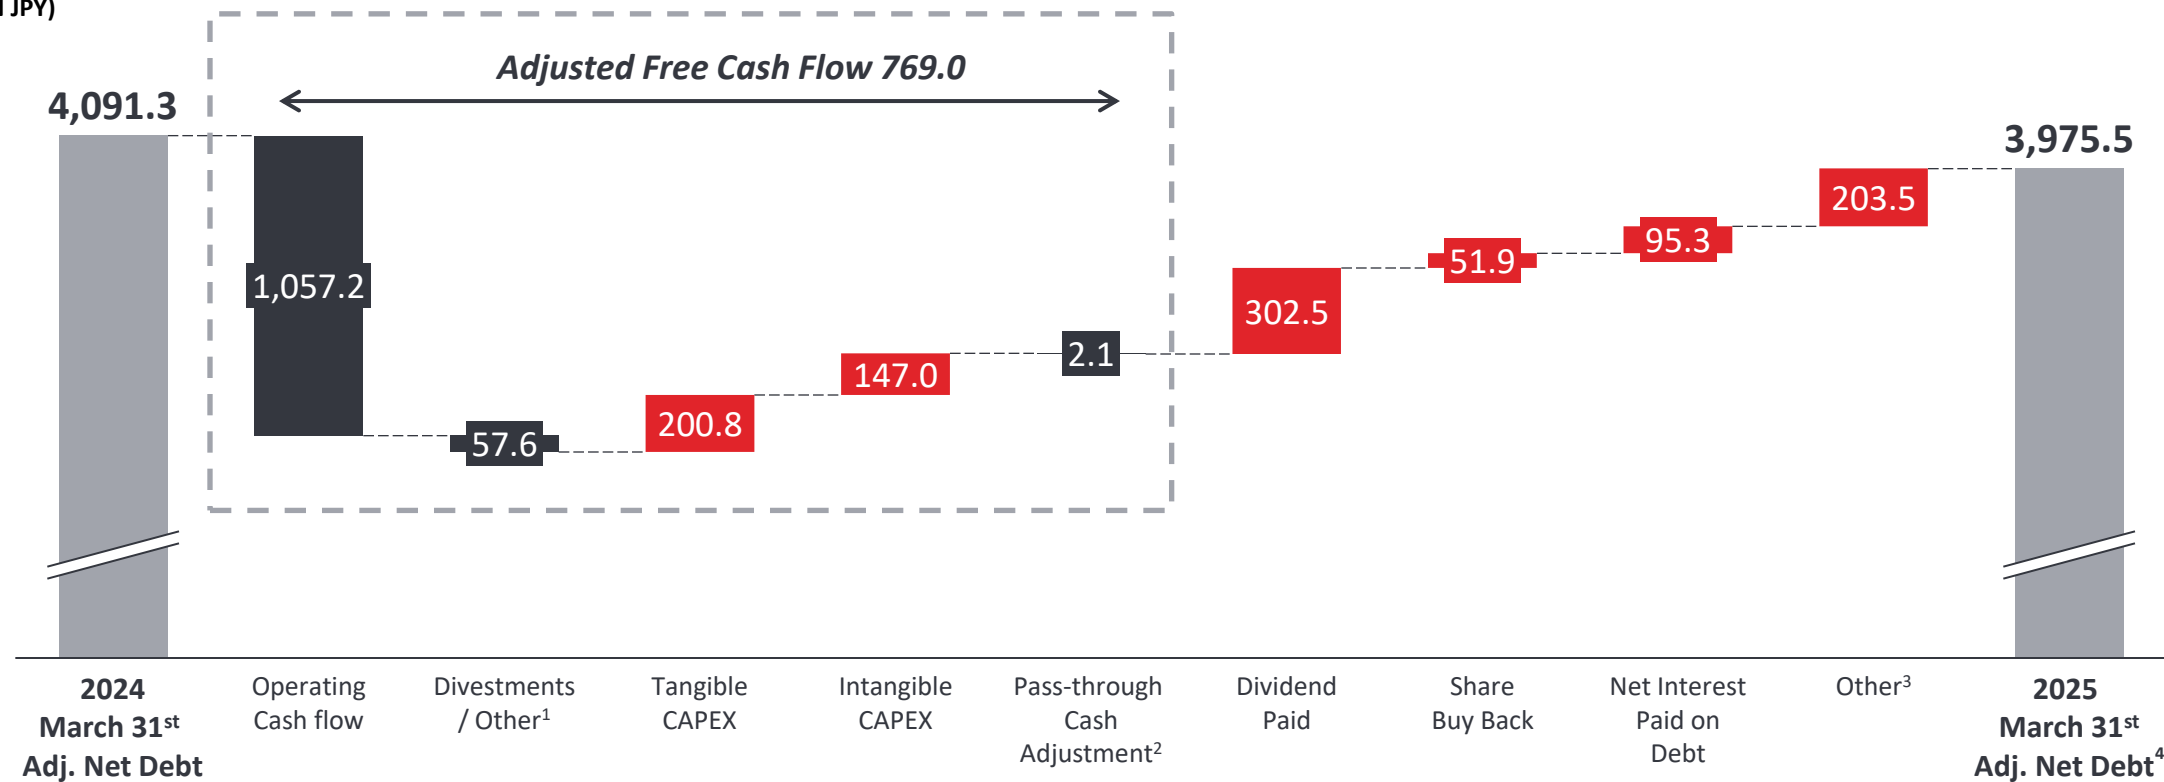 JPY)
Adjusted Free Cash Flow 769.0
4,091.3
3,975.5
1,057.2
57.6
200.8
147.0
2.1
302.5
51.9
95.3
203.5
2024
March 31st
Adj. Net Debt
Operating
Cash flow
Divestments
/ Other1
Tangible
CAPEX
Intangible
CAPEX
Pass-through
Cash
Adjustment2
Dividend
Paid
Share
Buy Back
Net Interest
Paid on
Debt
Other3
2025
March 31st
Adj. Net Debt4